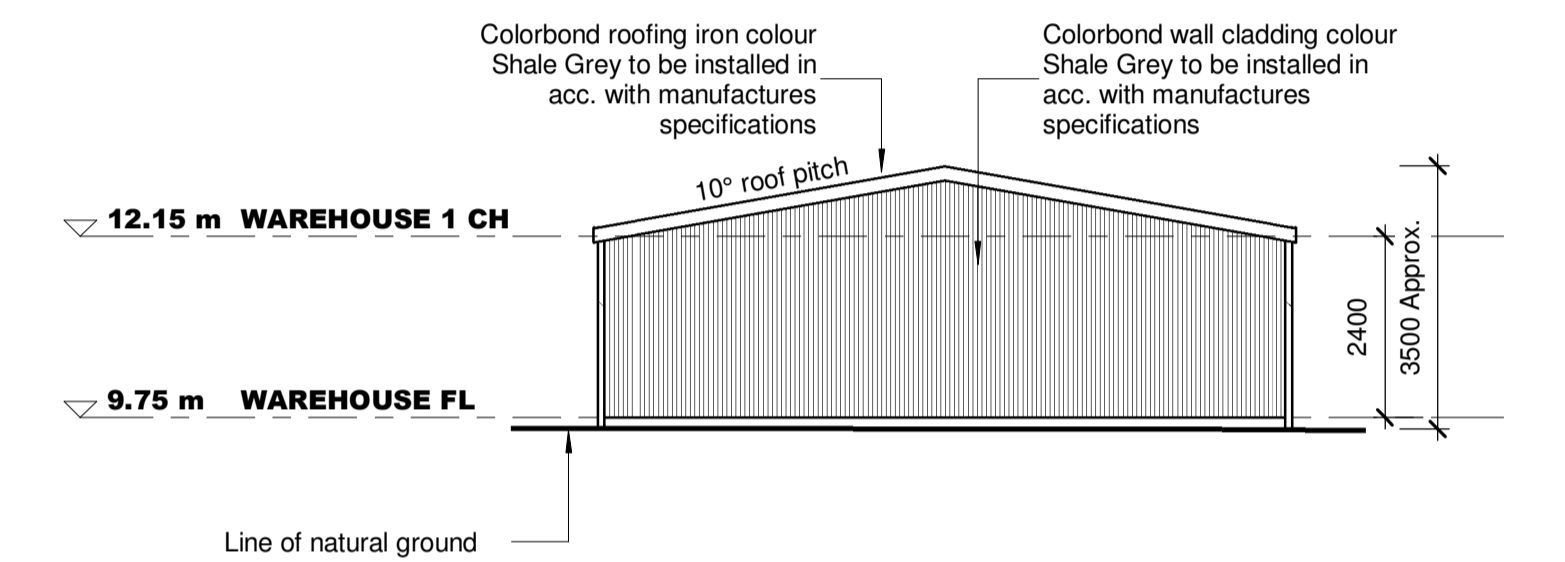 Colorbond roofing iron colour
Shale Grey to be installed in
acc. with manufactures
specifications
Colorbond wall cladding colour
Shale Grey to be installed in
acc. with manufactures
specifications
10° roof pitch
12.15 m WAREHOUSE 1 CH
2400
3500 Approx.
9.75 m WAREHOUSE FL
Line of natural ground